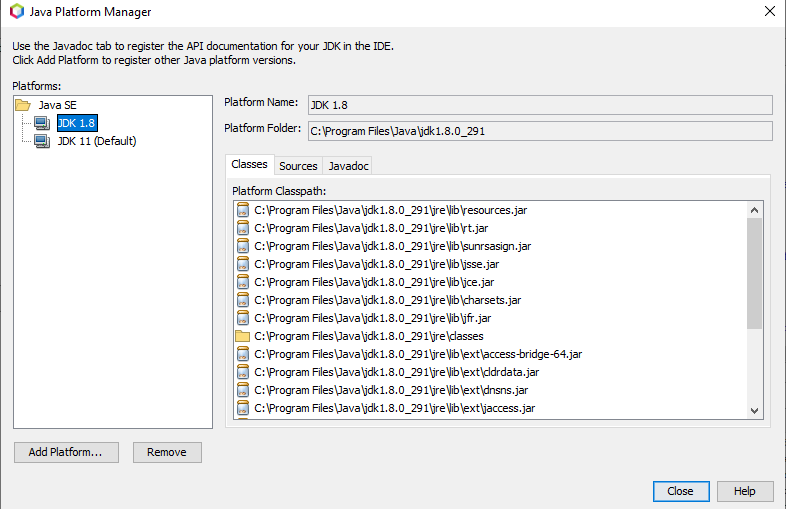 Java Platform Manager
Use the Javadoc tab to register the API documentation for your JDK in the IDE.
Click Add Platform to register other Java platform versions.
Platforms:
Java SE
JDK 1.8
JDK 11 (Default)
Platform Name:
JDK 1.8
Platform Folder:
C:\Program Files\Java\jdk1.8.0_291
Classes
Sources
Javadoc
Platform Classpath:
C:\Program Files\Java\jdk1.8.0_291\jre\lib\resources.jar
C:\Program Files\Java\jdk1.8.0_291\jre\lib\rt.jar
C:\Program Files\Java\jdk1.8.0_291\jre\lib\sunrsasign.jar
C:\Program Files\Java\jdk1.8.0_291\jre\lib\jsse.jar
C:\Program Files\Java\jdk1.8.0_291\jre\lib\jce.jar
C:\Program Files\Java\jdk1.8.0_291\jre\lib\charsets.jar
C:\Program Files\Java\jdk1.8.0_291\jre\lib\jfr.jar
C:\Program Files\Java\jdk1.8.0_291\jre\classes
C:\Program Files\Java\jdk1.8.0_291\jre\lib\ext\access-bridge-64.jar
C:\Program Files\Java\jdk1.8.0_291\jre\lib\ext\cldrdata.jar
C:\Program Files\Java\jdk1.8.0_291\jre\lib\ext\dnsns.jar
C:\Program Files\Java\jdk1.8.0_291\jre\lib\ext\jaccess.jar
Add Platform...
Remove
Close
Help